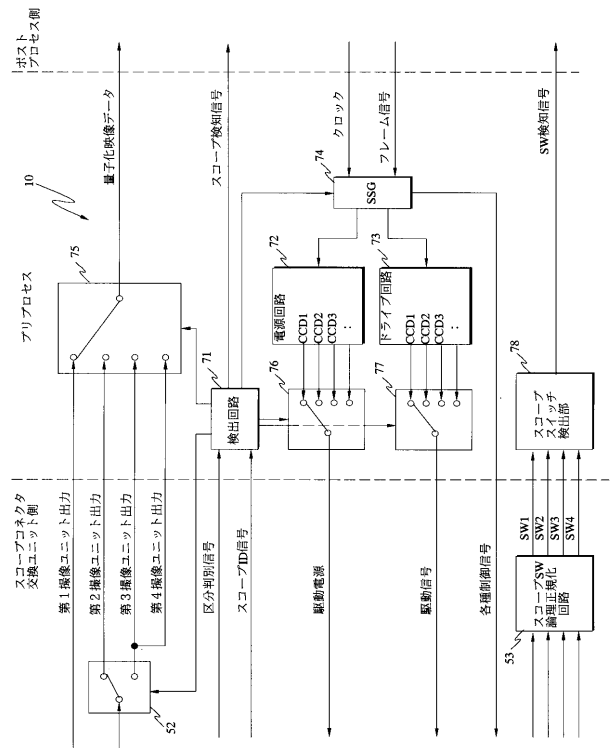 ポスト
プロセス側
量子化映像データ
スコープ検知信号
クロック
フレーム信号
SW検知信号
10
プリプロセス
75
74
SSG
72
電源回路
CCD1
CCD2
CCD3
:
73
ドライブ回路
CCD1
CCD2
CCD3
:
71
検出回路
76
77
78
スコープ
スイッチ
検出部
スコープコネクタ
交換ユニット側
第1撮像ユニット出力
第2撮像ユニット出力
第3撮像ユニット出力
第4撮像ユニット出力
区分判別信号
スコープID信号
駆動電源
駆動信号
各種制御信号
SW1
SW2
SW3
SW4
52
53
スコープSW
論理正規化
回路